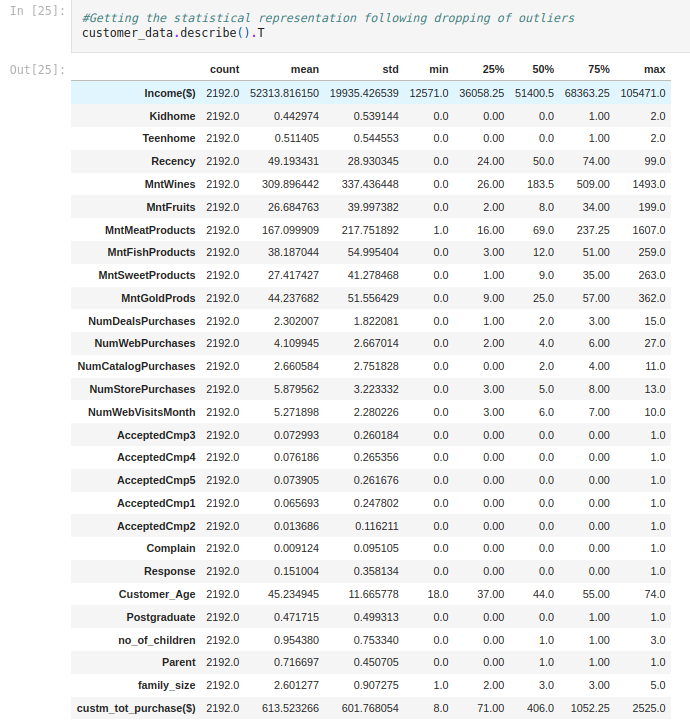 In [25]: #Getting the statistical representation following dropping of outliers
customer_data.describe().T
Out[25]: count mean std min 25% 50% 75% max
Income($) 2192.0 52313.816150 19935.426539 12571.0 36058.25 51400.5 68363.25 105471.0
Kidhome 2192.0 0.442974 0.539144 0.0 0.00 0.0 1.00 2.0
Teenhome 2192.0 0.511405 0.544553 0.0 0.00 0.0 1.00 2.0
Recency 2192.0 49.193431 28.930345 0.0 24.00 50.0 74.00 99.0
MntWines 2192.0 309.896442 337.436448 0.0 26.00 183.5 509.00 1493.0
MntFruits 2192.0 26.684763 39.997382 0.0 2.00 8.0 34.00 199.0
MntMeatProducts 2192.0 167.099909 217.751892 1.0 16.00 69.0 237.25 1607.0
MntFishProducts 2192.0 38.187044 54.995404 0.0 3.00 12.0 51.00 259.0
MntSweetProducts 2192.0 27.417427 41.278468 0.0 1.00 9.0 35.00 263.0
MntGoldProds 2192.0 44.237682 51.556429 0.0 9.00 25.0 57.00 362.0
NumDealsPurchases 2192.0 2.302007 1.822081 0.0 1.00 2.0 3.00 15.0
NumWebPurchases 2192.0 4.109945 2.667014 0.0 2.00 4.0 6.00 27.0
NumCatalogPurchases 2192.0 2.660584 2.751828 0.0 0.00 2.0 4.00 11.0
NumStorePurchases 2192.0 5.879562 3.223332 0.0 3.00 5.0 8.00 13.0
NumWebVisitsMonth 2192.0 5.271898 2.280226 0.0 3.00 6.0 7.00 10.0
AcceptedCmp3 2192.0 0.072993 0.260184 0.0 0.00 0.0 0.00 1.0
AcceptedCmp4 2192.0 0.076186 0.265356 0.0 0.00 0.0 0.00 1.0
AcceptedCmp5 2192.0 0.073905 0.261676 0.0 0.00 0.0 0.00 1.0
AcceptedCmp1 2192.0 0.065693 0.247802 0.0 0.00 0.0 0.00 1.0
AcceptedCmp2 2192.0 0.013686 0.116211 0.0 0.00 0.0 0.00 1.0
Complain 2192.0 0.009124 0.095105 0.0 0.00 0.0 0.00 1.0
Response 2192.0 0.151004 0.358134 0.0 0.00 0.0 0.00 1.0
Customer_Age 2192.0 45.234945 11.665778 18.0 37.00 44.0 55.00 74.0
Postgraduate 2192.0 0.471715 0.499313 0.0 0.00 0.0 1.00 1.0
no_of_children 2192.0 0.954380 0.753340 0.0 0.00 1.0 1.00 3.0
Parent 2192.0 0.716697 0.450705 0.0 0.00 1.0 1.00 1.0
family_size 2192.0 2.601277 0.907275 1.0 2.00 3.0 3.00 5.0
custm_tot_purchase($) 2192.0 613.523266 601.768054 8.0 71.00 406.0 1052.25 2525.0